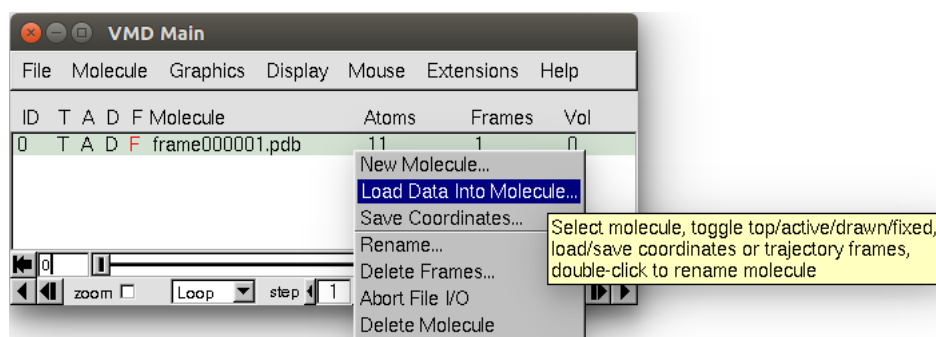 VMD Main
File Molecule Graphics Display Mouse Extensions Help
ID T A D F Molecule Atoms Frames Vol
0 T A D F frame000001.pdb 11 1 0
New Molecule...
Load Data Into Molecule...
Save Coordinates...
Select molecule, toggle top/active/drawn/fixed,
load/save coordinates or trajectory frames,
double-click to rename molecule
Rename...
Delete Frames...
Abort File I/O
Delete Molecule
0
zoom Loop step 1